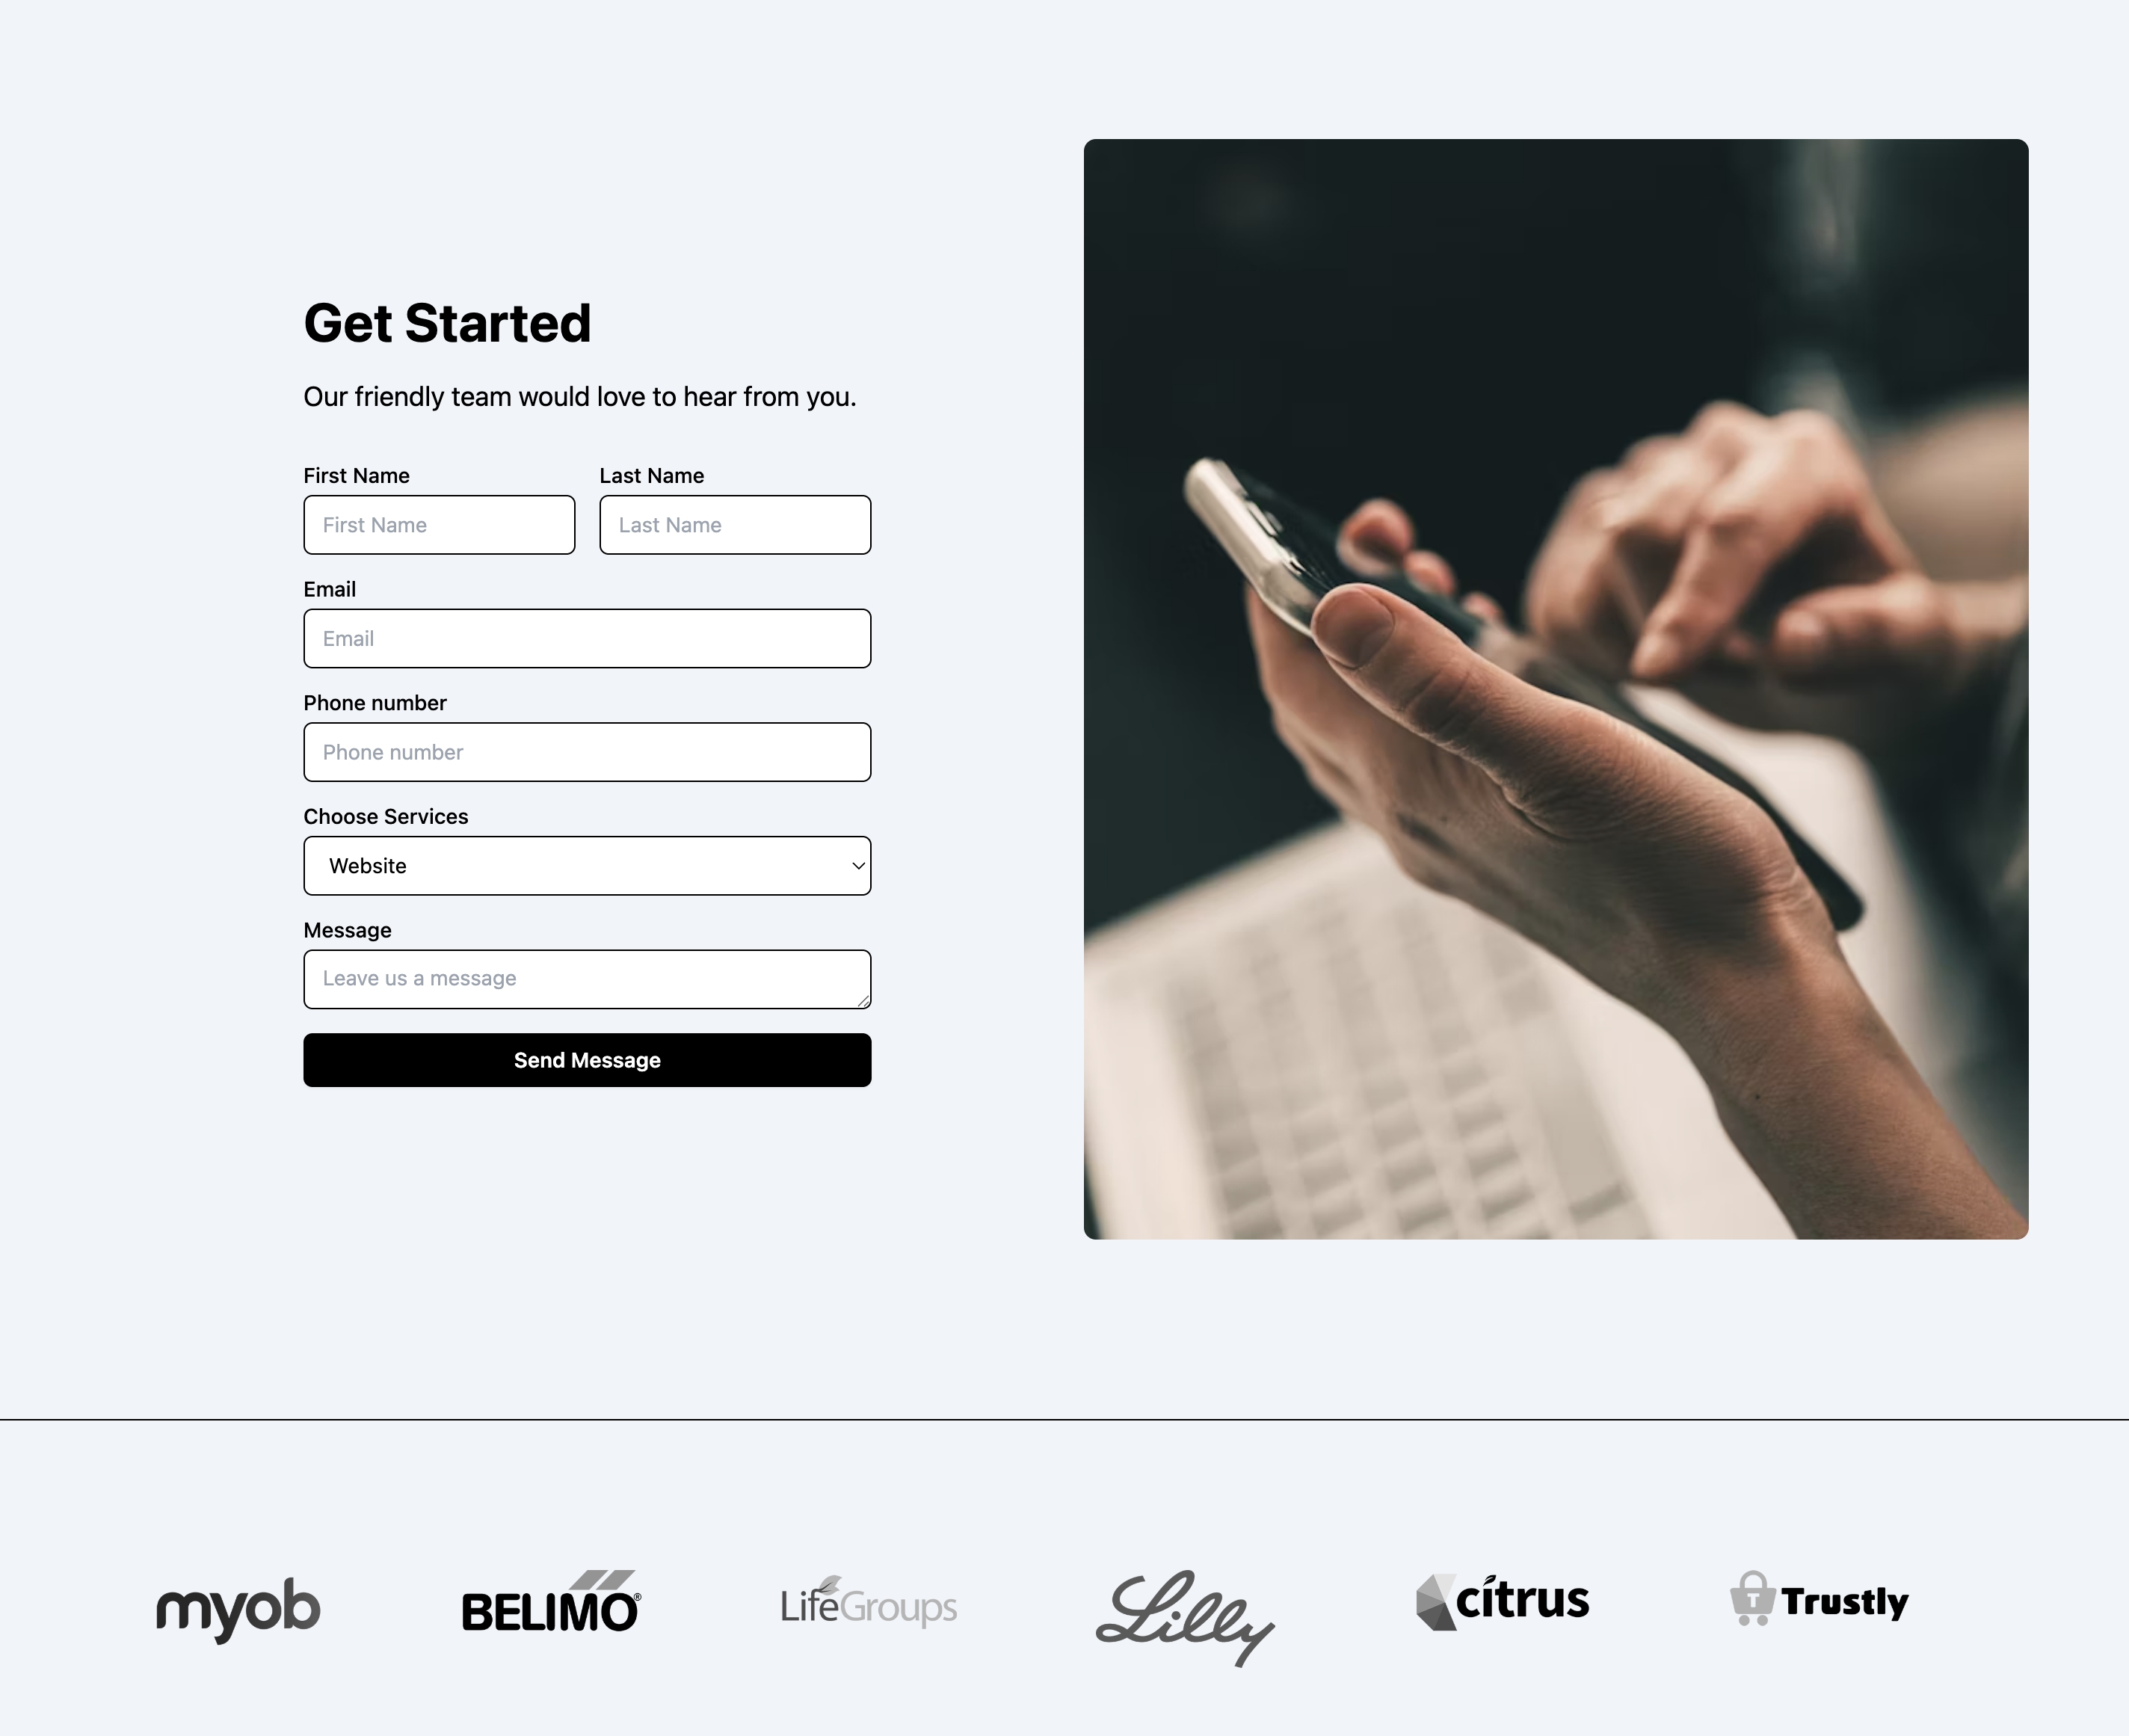 Get Started
Our friendly team would love to hear from you.
First Name Last Name
First Name Last Name
Email
Email
Phone number
Phone number
Choose Services
Website
Message
Leave us a message
Send Message
myob BELIMO® LifeGroups Lilly citrus T Trustly